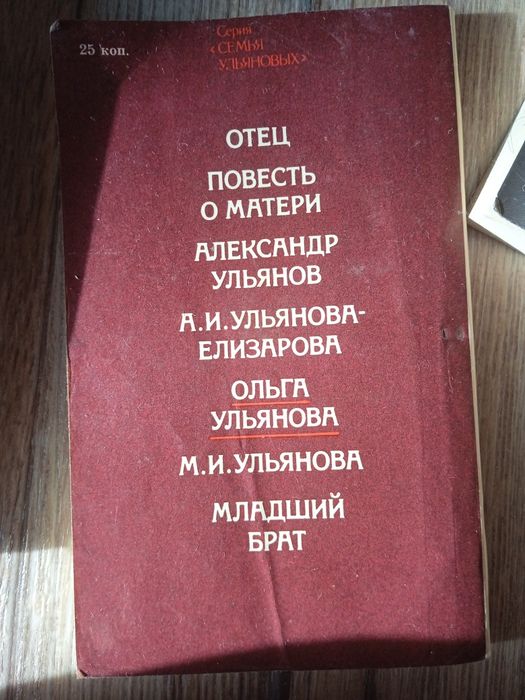 25 коп.
Серия
«СЕМЬЯ
УЛЬЯНОВЫХ»
ОТЕЦ
ПОВЕСТЬ
О МАТЕРИ
АЛЕКСАНДР
УЛЬЯНОВ
А.И.УЛЬЯНОВА-
ЕЛИЗАРОВА
ОЛЬГА
УЛЬЯНОВА
М.И.УЛЬЯНОВА
МЛАДШИЙ
БРАТ